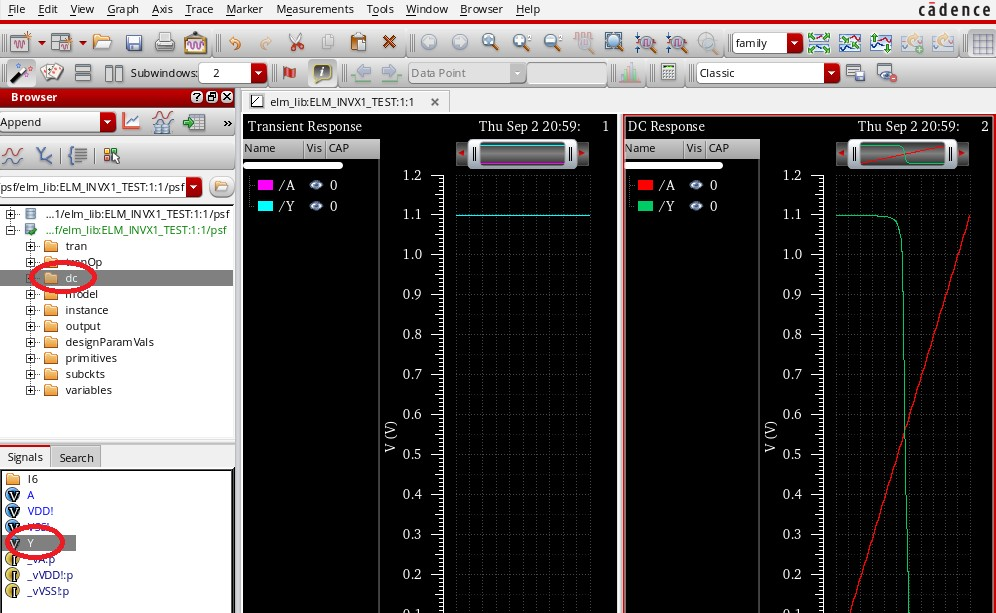 File Edit View Graph Axis Trace Marker Measurements Tools Window Browser Help
cādence
family
Subwindows: 2
Data Point
Classic
Browser
elm_lib:ELM_INVX1_TEST:1:1
Append
»
psf/elm_lib:ELM_INVX1_TEST:1:1/psf
...1/elm_lib:ELM_INVX1_TEST:1:1/psf
...f/elm_lib:ELM_INVX1_TEST:1:1/psf
tran
tranOp
dc
model
instance
output
designParamVals
primitives
subckts
variables
Signals Search
I6
A
VDD!
VSS!
Y
_vA:p
_vVDD!:p
_vVSS!:p
Transient Response Thu Sep 2 20:59: 1
Name Vis CAP
/A 0
/Y 0
1.2
1.1
1.0
0.9
0.8
0.7
0.6
0.5
0.4
0.3
0.2
0.1
V (V)
DC Response Thu Sep 2 20:59: 2
Name Vis CAP
/A 0
/Y 0
1.2
1.1
1.0
0.9
0.8
0.7
0.6
0.5
0.4
0.3
0.2
0.1
V (V)